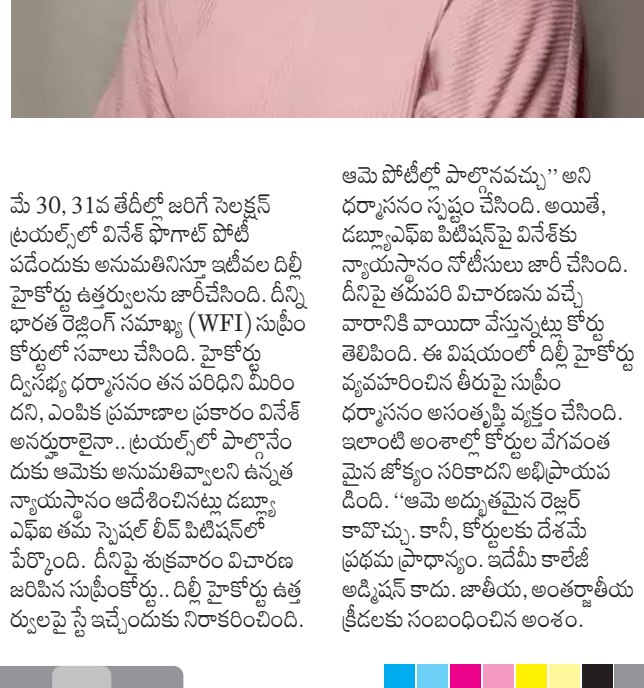 మే 30, 31వ తేదీల్లో జరిగే సెలక్షన్
ట్రయల్స్‌లో వినేశ్ ఫొగాట్ పోటీ
పడేందుకు అనుమతినిస్తూ ఇటీవల దిల్లీ
హైకోర్టు ఉత్తర్వులను జారీచేసింది. దీన్ని
భారత రెజ్లింగ్ సమాఖ్య (WFI) సుప్రీం
కోర్టులో సవాలు చేసింది. హైకోర్టు
ద్విసభ్య ధర్మాసనం తన పరిధిని మీరిం
దని, ఎంపిక ప్రమాణాల ప్రకారం వినేశ్
అనర్హురాలైనా.. ట్రయల్స్‌లో పాల్గొనేం
దుకు ఆమెకు అనుమతివ్వాలని ఉన్నత
న్యాయస్థానం ఆదేశించినట్లు డబ్ల్యూ
ఎఫ్ఐ తమ స్పెషల్ లీవ్ పిటిషన్‌లో
పేర్కొంది. దీనిపై శుక్రవారం విచారణ
జరిపిన సుప్రీంకోర్టు.. దిల్లీ హైకోర్టు ఉత్త
ర్వులపై స్టే ఇచ్చేందుకు నిరాకరించింది.
ఆమె పోటీల్లో పాల్గొనవచ్చు’’ అని
ధర్మాసనం స్పష్టం చేసింది. అయితే,
డబ్ల్యూఎఫ్ఐ పిటిషన్‌పై వినేశ్‌కు
న్యాయస్థానం నోటీసులు జారీ చేసింది.
దీనిపై తదుపరి విచారణను వచ్చే
వారానికి వాయిదా వేస్తున్నట్లు కోర్టు
తెలిపింది. ఈ విషయంలో దిల్లీ హైకోర్టు
వ్యవహరించిన తీరుపై సుప్రీం
ధర్మాసనం అసంతృప్తి వ్యక్తం చేసింది.
ఇలాంటి అంశాల్లో కోర్టుల వేగవంత
మైన జోక్యం సరికాదని అభిప్రాయప
డింది. ‘‘ఆమె అద్భుతమైన రెజ్లర్
కావొచ్చు. కానీ, కోర్టులకు దేశమే
ప్రథమ ప్రాధాన్యం. ఇదేమీ కాలేజీ
అడ్మిషన్ కాదు. జాతీయ, అంతర్జాతీయ
క్రీడలకు సంబంధించిన అంశం.